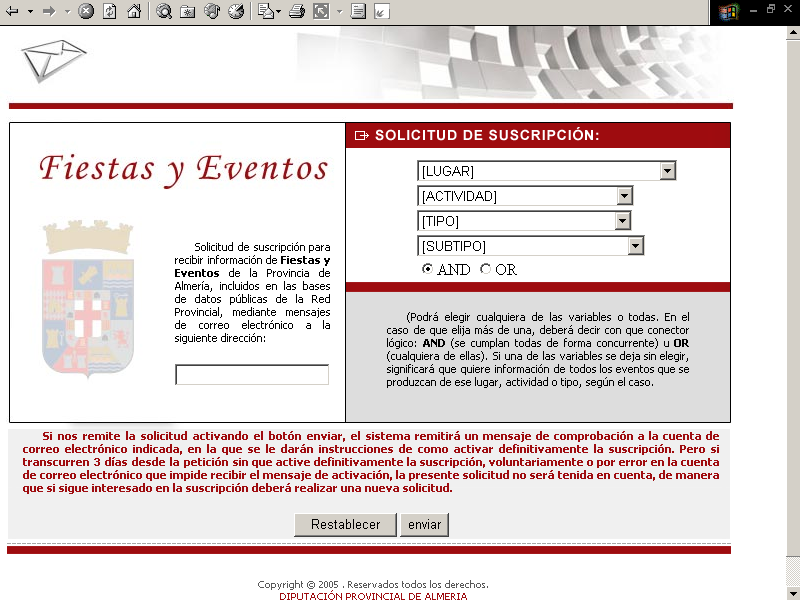 SOLICITUD DE SUSCRIPCIÓN:
Fiestas y Eventos
[LUGAR]
[ACTIVIDAD]
[TIPO]
[SUBTIPO]
AND OR
Solicitud de suscripción para
recibir información de Fiestas y
Eventos de la Provincia de
Almería, incluidos en las bases
de datos públicas de la Red
Provincial, mediante mensajes
de correo electrónico a la
siguiente dirección:
(Podrá elegir cualquiera de las variables o todas. En el
caso de que elija más de una, deberá decir con que conector
lógico: AND (se cumplan todas de forma concurrente) u OR
(cualquiera de ellas). Si una de las variables se deja sin elegir,
significará que quiere información de todos los eventos que se
produzcan de ese lugar, actividad o tipo, según el caso.
Si nos remite la solicitud activando el botón enviar, el sistema remitirá un mensaje de comprobación a la cuenta de
correo electrónico indicada, en la que se le darán instrucciones de como activar definitivamente la suscripción. Pero si
transcurren 3 días desde la petición sin que active definitivamente la suscripción, voluntariamente o por error en la cuenta
de correo electrónico que impide recibir el mensaje de activación, la presente solicitud no será tenida en cuenta, de manera
que si sigue interesado en la suscripción deberá realizar una nueva solicitud.
Restablecer enviar
Copyright © 2005 . Reservados todos los derechos.
DIPUTACIÓN PROVINCIAL DE ALMERIA